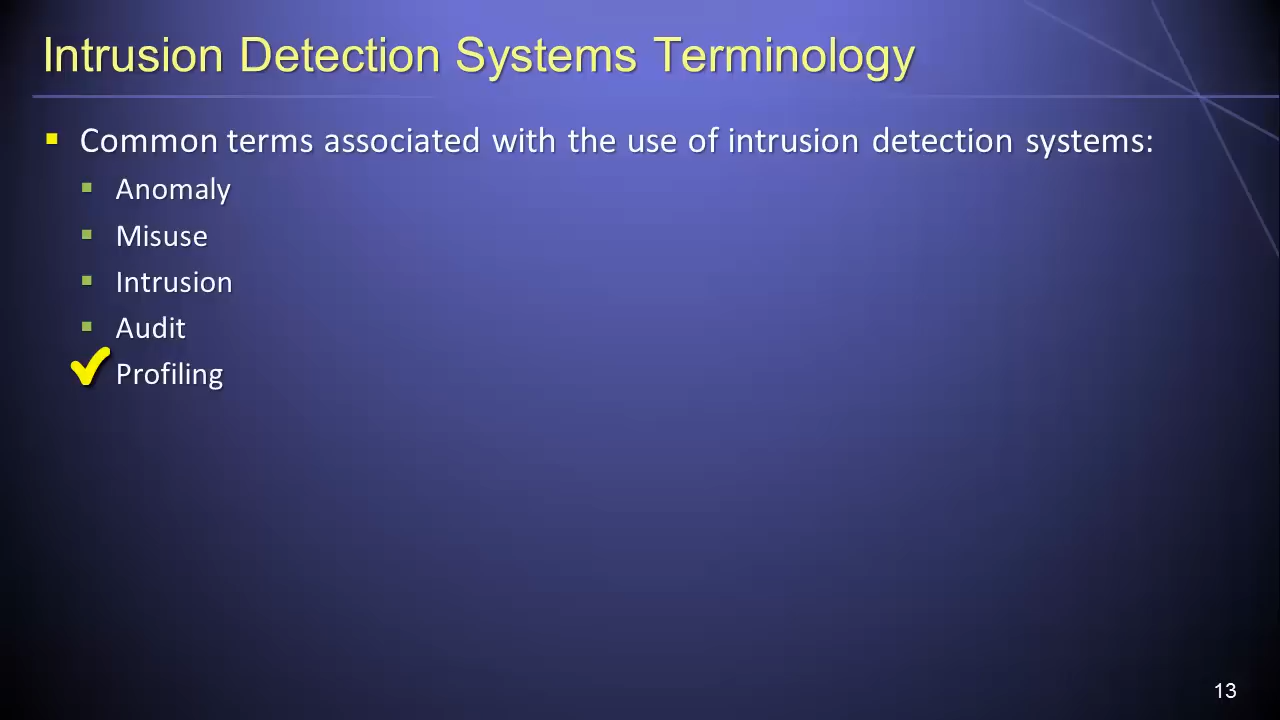 Intrusion Detection Systems Terminology
Common terms associated with the use of intrusion detection systems:
Anomaly
Misuse
Intrusion
Audit
Profiling
13